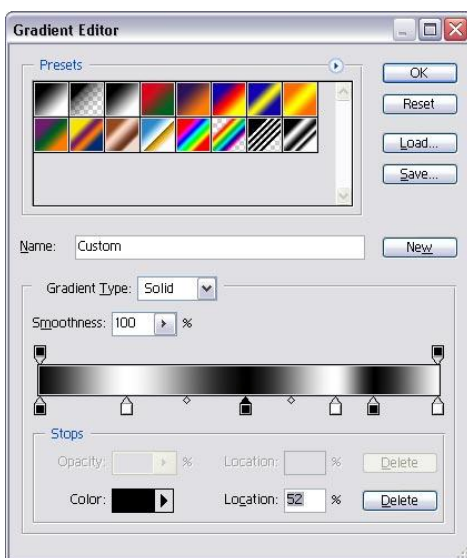 Gradient Editor
Presets
OK
Reset
Load...
Save...
Name: Custom
New
Gradient Type: Solid
Smoothness: 100 %
Stops
Opacity: % Location: % Delete
Color: Location: 52 % Delete